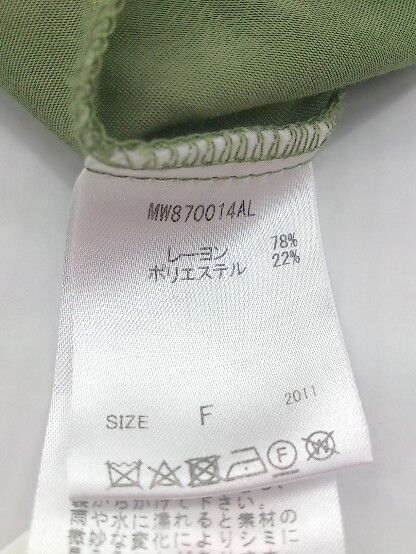 MW870014AL
レーヨン 78%
ポリエステル 22%
SIZE F 2011
雨や水に濡れると素材の
微妙な変化によりシミに